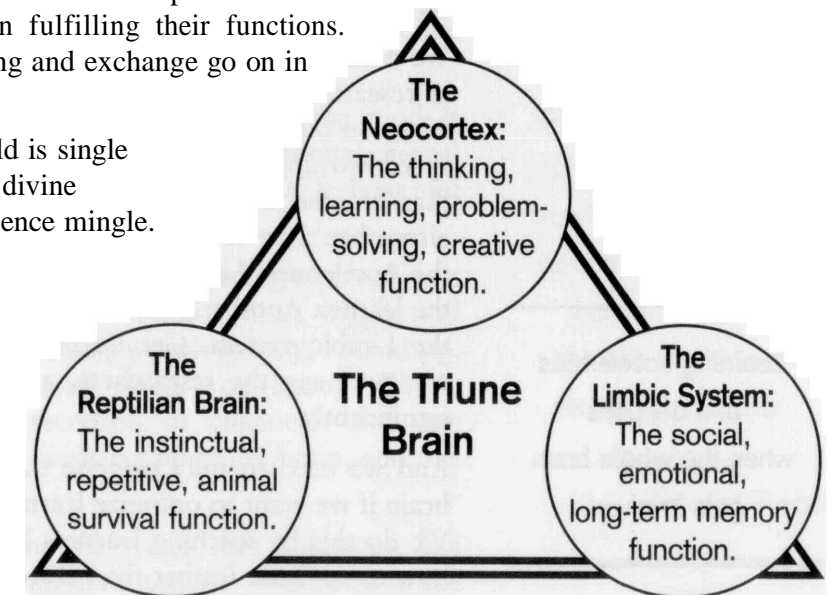 n fulfilling their functions.
ng and exchange go on in
ld is single
divine
ence mingle.
The
Neocortex:
The thinking,
learning, problem-
solving, creative
function.
The
Reptilian Brain:
The instinctual,
repetitive, animal
survival function.
The Triune
Brain
The
Limbic System:
The social,
emotional,
long-term memory
function.